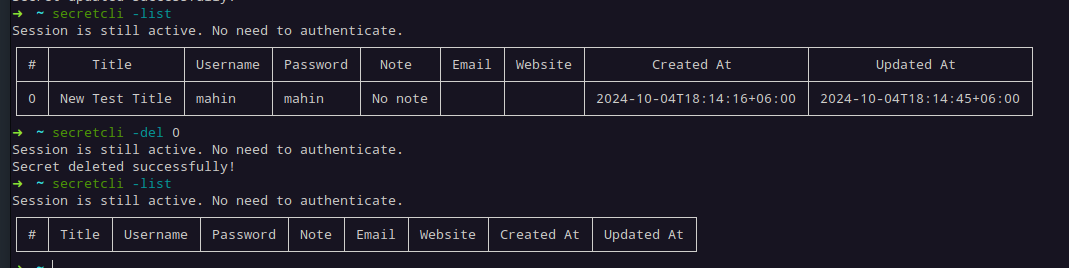 Secret updated successfully!
➜ ~ secretcli -list
Session is still active. No need to authenticate.
# Title Username Password Note Email Website Created At Updated At
0 New Test Title mahin mahin No note 2024-10-04T18:14:16+06:00 2024-10-04T18:14:45+06:00
➜ ~ secretcli -del 0
Session is still active. No need to authenticate.
Secret deleted successfully!
➜ ~ secretcli -list
Session is still active. No need to authenticate.
# Title Username Password Note Email Website Created At Updated At
➜ ~